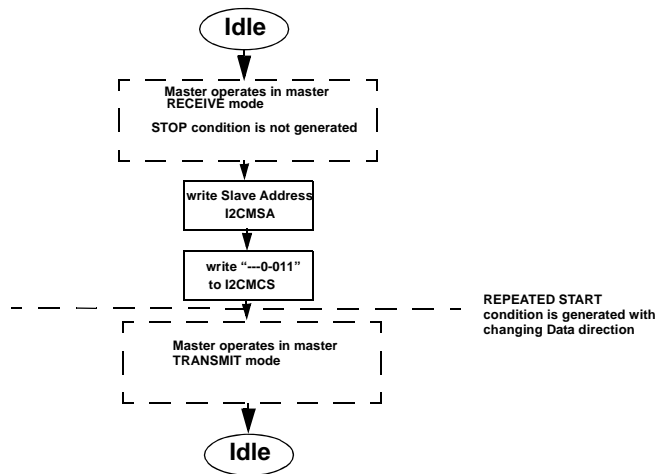 Idle
Master operates in master
RECEIVE mode
STOP condition is not generated
write Slave Address
I2CMSA
write “---0-011”
to I2CMCS
REPEATED START
condition is generated with
changing Data direction
Master operates in master
TRANSMIT mode
Idle